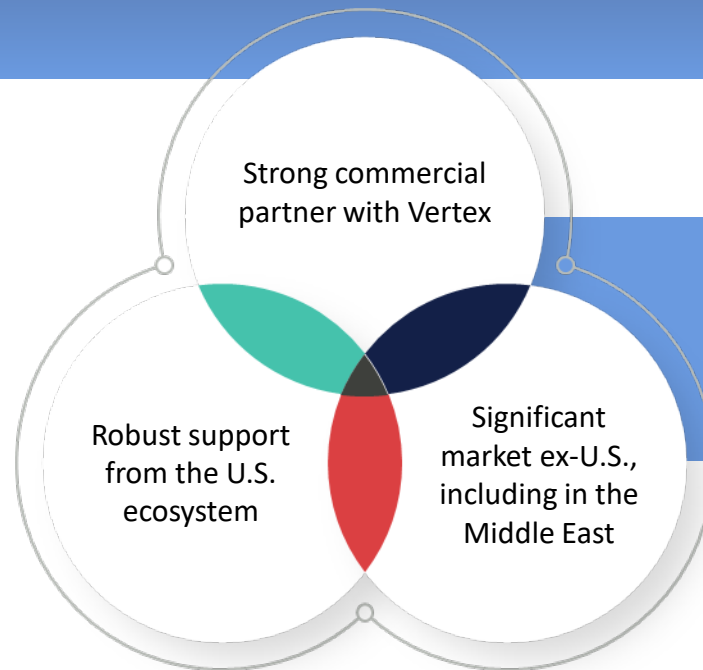 Strong commercial
partner with Vertex
Robust support
from the U.S.
ecosystem
Significant
market ex-U.S.,
including in the
Middle East